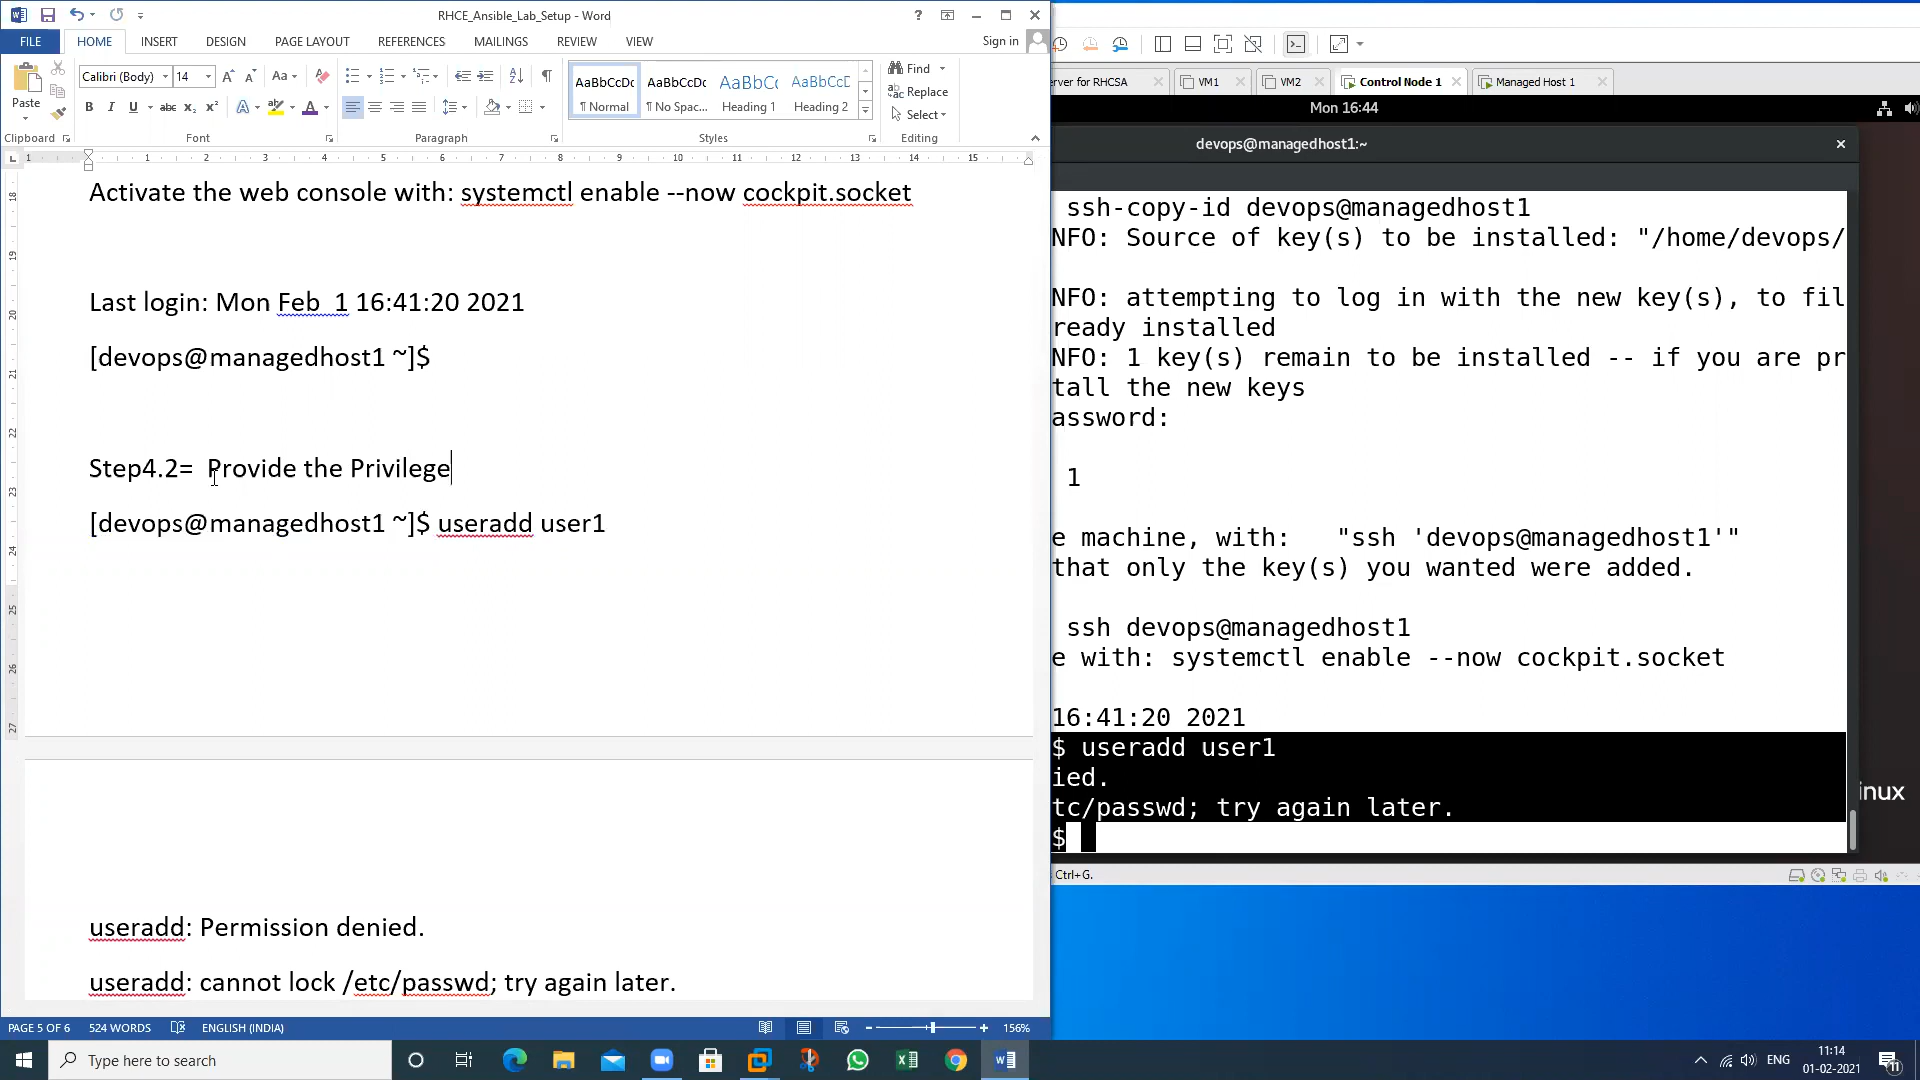 RHCE_Ansible_Lab_Setup - Word
FILE HOME INSERT DESIGN PAGE LAYOUT REFERENCES MAILINGS REVIEW VIEW Sign in
Paste
Calibri (Body) 14
Clipboard Font Paragraph Styles Editing
AaBbCcDc AaBbCcDc AaBbCc AaBbCcD
¶ Normal ¶ No Spac... Heading 1 Heading 2
Find
Replace
Select
Activate the web console with: systemctl enable --now cockpit.socket
Last login: Mon Feb  1 16:41:20 2021
[devops@managedhost1 ~]$
Step4.2=  Provide the Privilege
[devops@managedhost1 ~]$ useradd user1
useradd: Permission denied.
useradd: cannot lock /etc/passwd; try again later.
PAGE 5 OF 6 524 WORDS ENGLISH (INDIA) 156%
erver for RHCSA VM1 VM2 Control Node 1 Managed Host 1
Mon 16:44
devops@managedhost1:~
ssh-copy-id devops@managedhost1
NFO: Source of key(s) to be installed: "/home/devops/
NFO: attempting to log in with the new key(s), to fil
ready installed
NFO: 1 key(s) remain to be installed -- if you are pr
tall the new keys
assword:
1
e machine, with:   "ssh 'devops@managedhost1'"
that only the key(s) you wanted were added.
ssh devops@managedhost1
e with: systemctl enable --now cockpit.socket
16:41:20 2021
$ useradd user1
ied.
tc/passwd; try again later.
$
inux
Ctrl+G.
Type here to search
ENG
11:14
01-02-2021
11